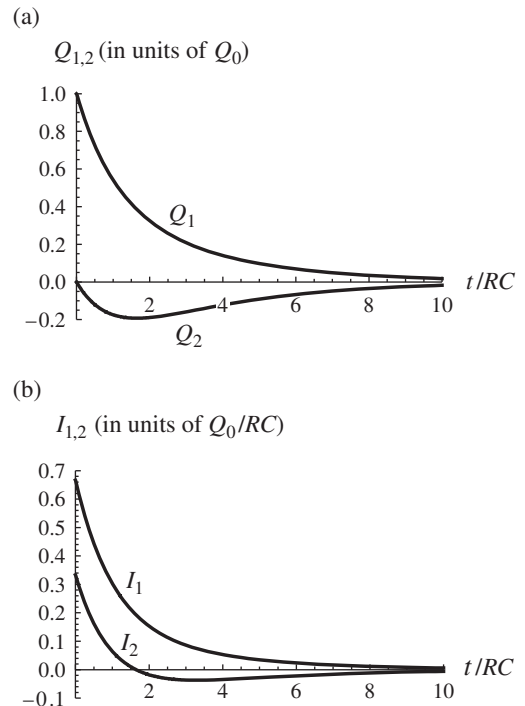 (a)
Q1,2 (in units of Q0)
1.0
0.8
0.6
0.4
Q1
0.2
0.0
2 4 6 8 10 t/RC
−0.2
Q2
(b)
I1,2 (in units of Q0/RC)
0.7
0.6
0.5
0.4
0.3
I1
0.2
0.1
I2
0.0
2 4 6 8 10 t/RC
−0.1